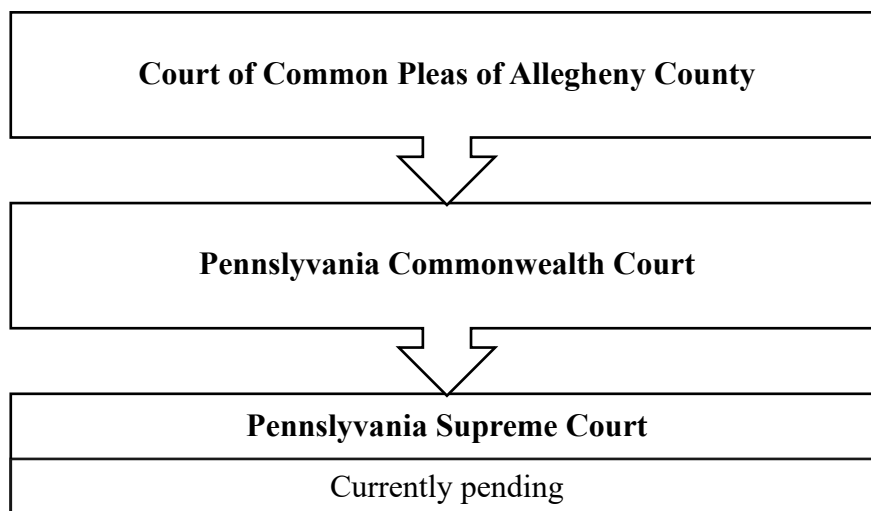 Court of Common Pleas of Allegheny County
Pennslyvania Commonwealth Court
Pennslyvania Supreme Court
Currently pending